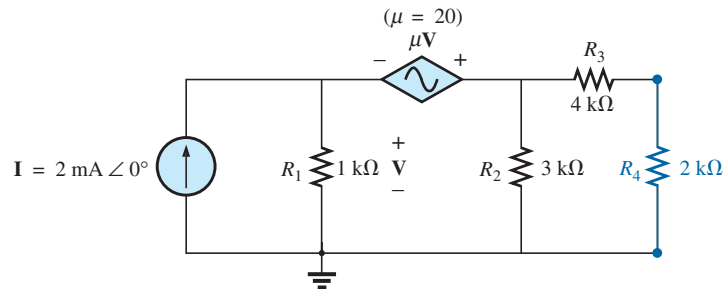 (μ = 20)
μV
− +
R3
4 kΩ
I = 2 mA ∠ 0°
R1
1 kΩ
+
V
−
R2
3 kΩ
R4
2 kΩ